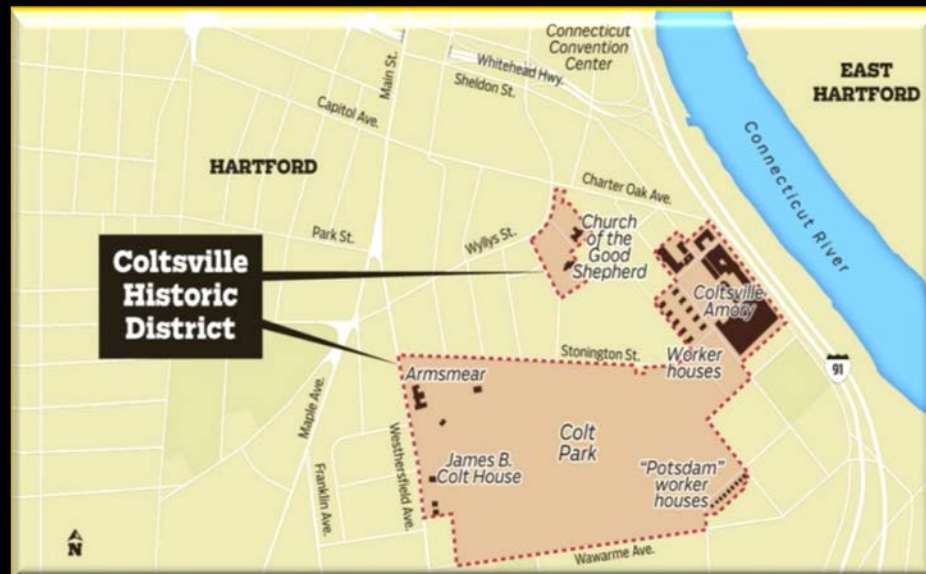 Connecticut
Convention
Center
EAST
HARTFORD
Whitehead Hwy.
Main St.
Sheldon St.
Capitol Ave.
Connecticut River
HARTFORD
Charter Oak Ave.
Park St.
Wyllys St.
Church
of the
Good
Shepherd
Coltsville
Historic
District
Coltsville
Amory
Stonington St.
Worker
houses
91
Armsmear
Maple Ave.
Westhersfield Ave.
Colt
Park
James B.
Colt House
"Potsdam"
worker
houses
Franklin Ave.
Wawarme Ave.
N